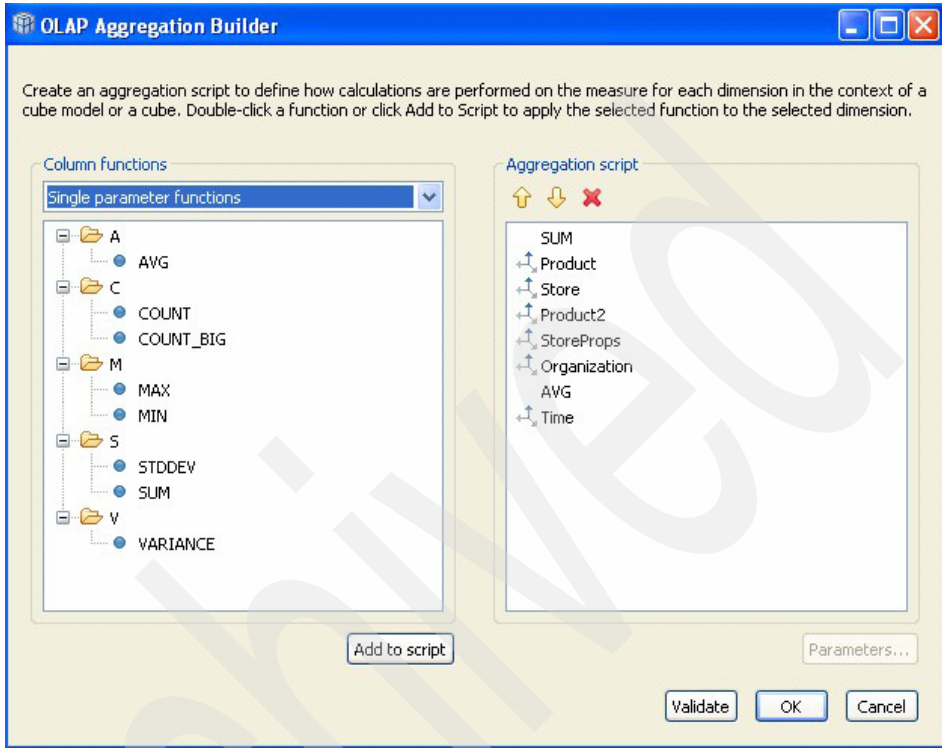 OLAP Aggregation Builder
Create an aggregation script to define how calculations are performed on the measure for each dimension in the context of a
cube model or a cube. Double-click a function or click Add to Script to apply the selected function to the selected dimension.
Column functions
Single parameter functions
A
AVG
C
COUNT
COUNT_BIG
M
MAX
MIN
S
STDDEV
SUM
V
VARIANCE
Add to script
Aggregation script
SUM
Product
Store
Product2
StoreProps
Organization
AVG
Time
Parameters...
Validate
OK
Cancel
hived